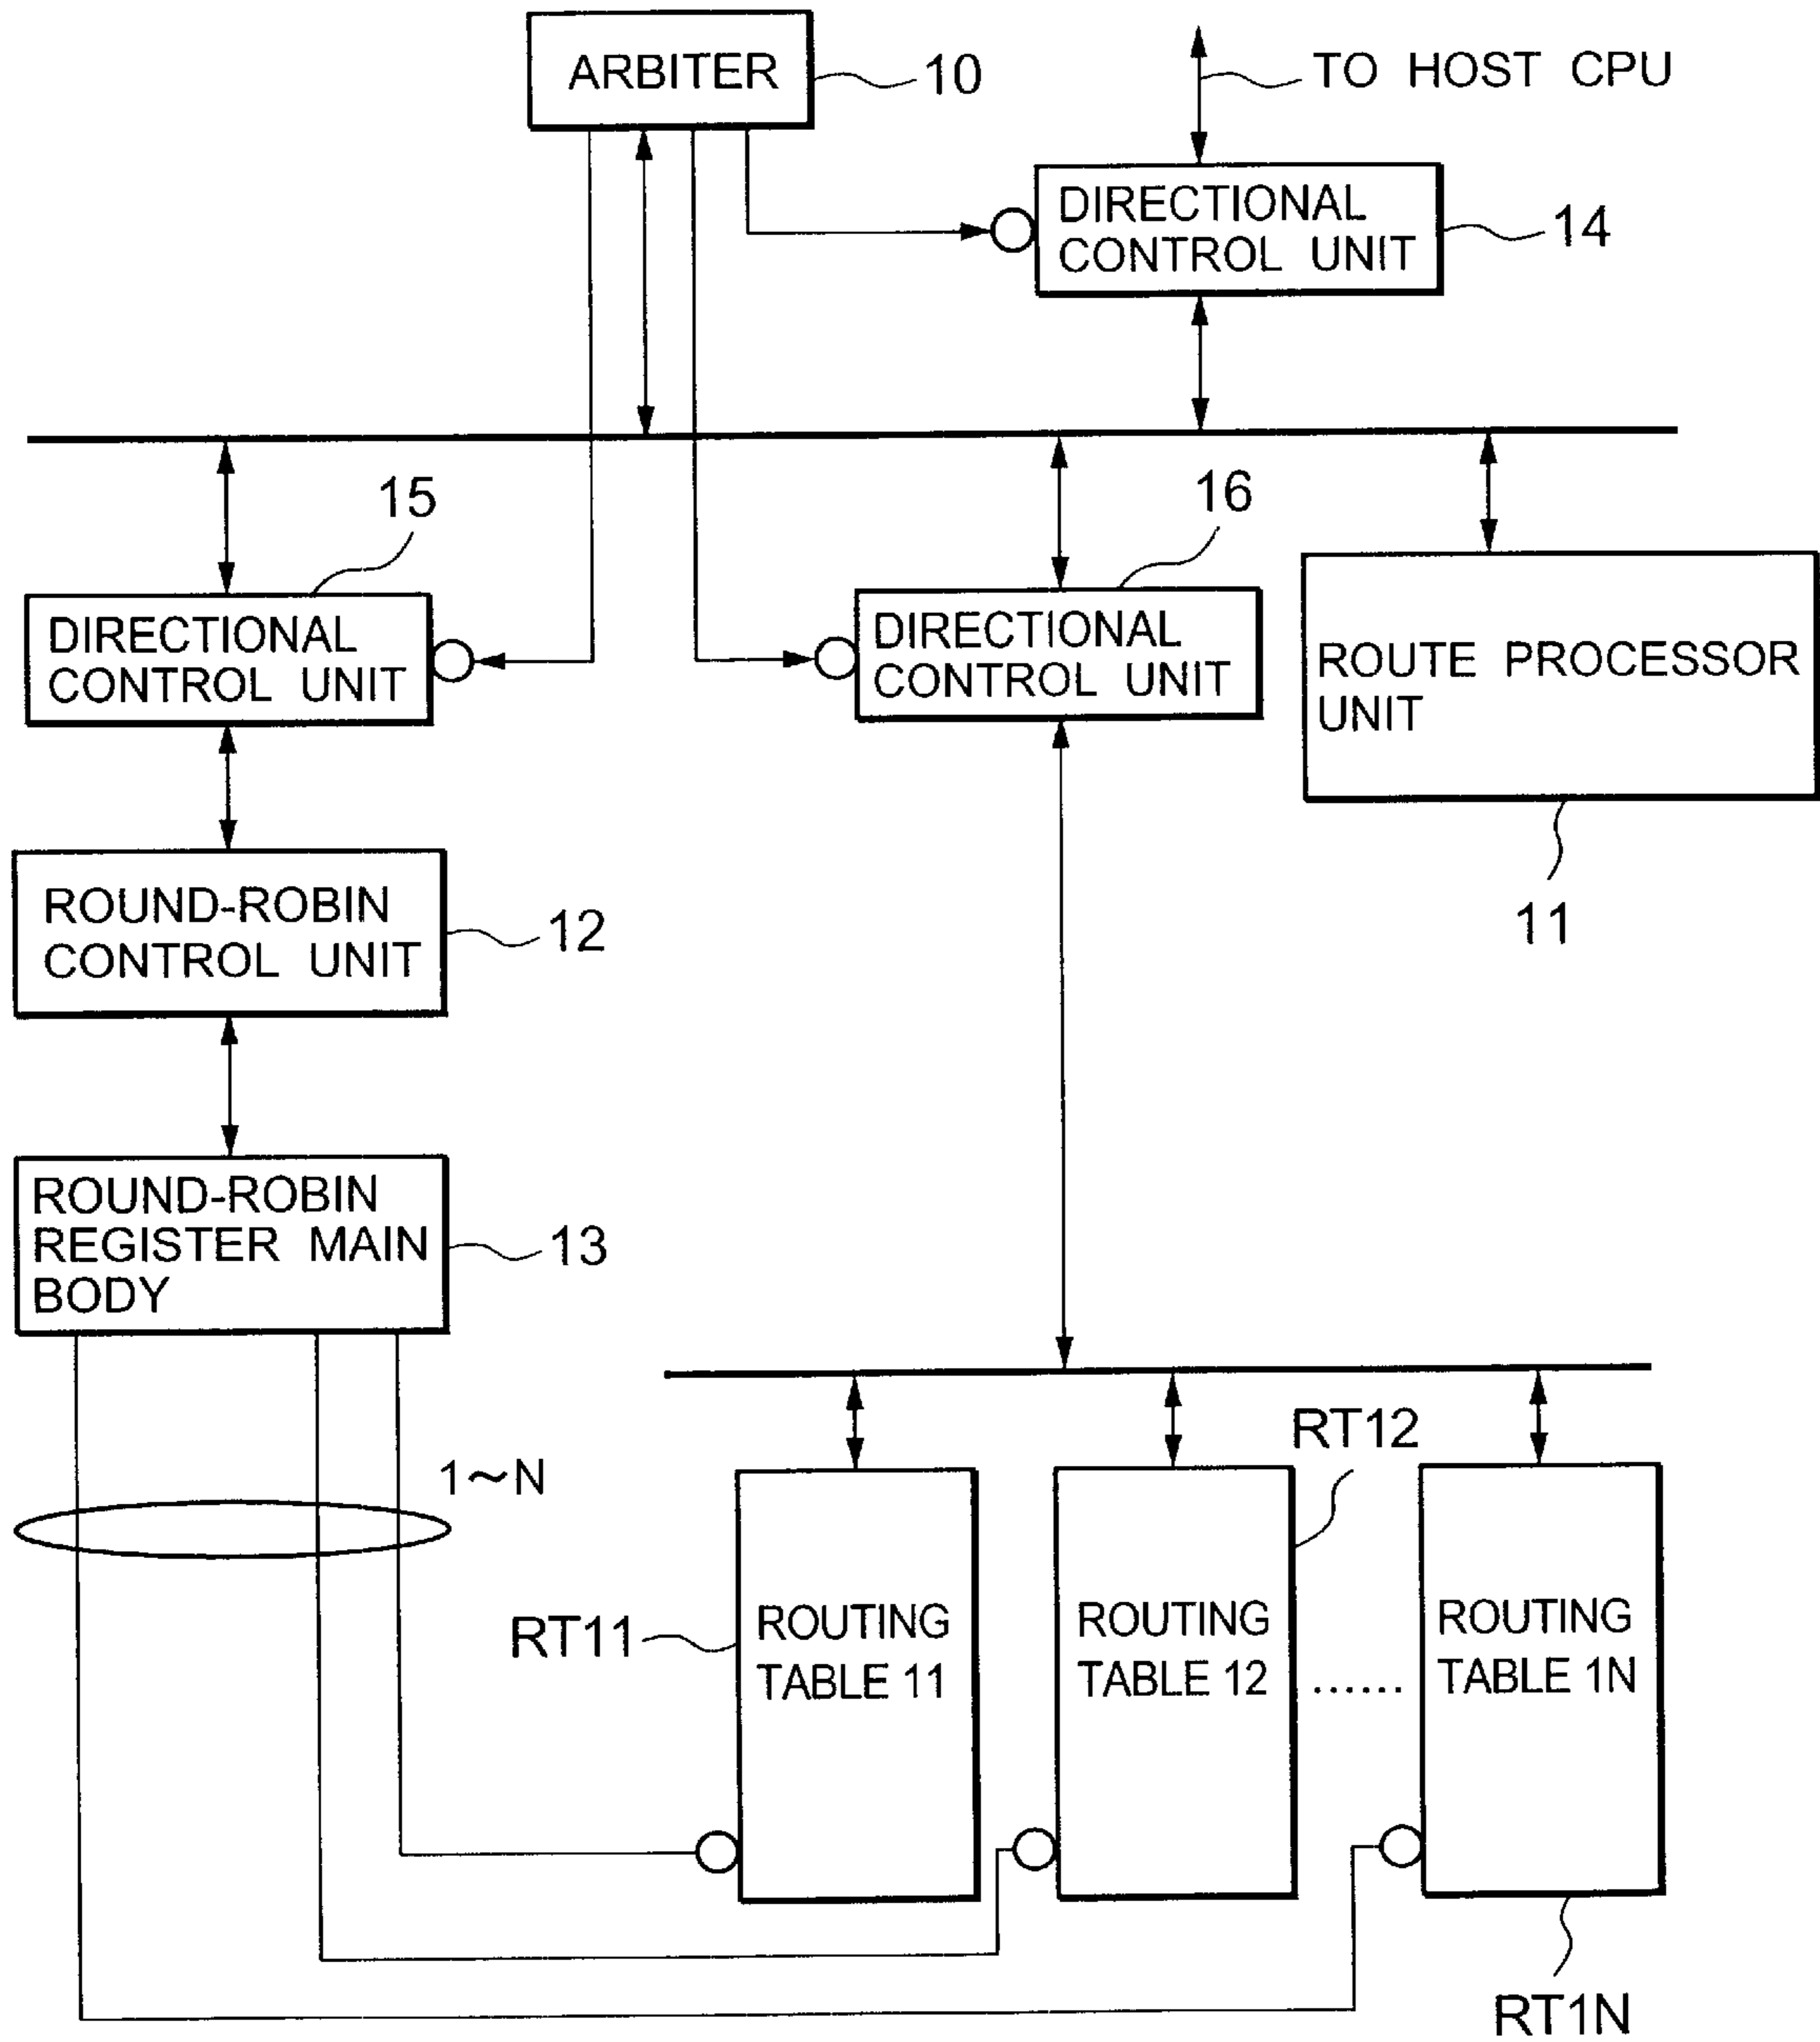 ARBITER
10
TO HOST CPU
DIRECTIONAL
CONTROL UNIT
14
15
16
DIRECTIONAL
CONTROL UNIT
DIRECTIONAL
CONTROL UNIT
ROUTE PROCESSOR
UNIT
11
ROUND-ROBIN
CONTROL UNIT
12
ROUND-ROBIN
REGISTER MAIN
BODY
13
1~N
RT12
RT11
ROUTING
TABLE 11
ROUTING
TABLE 12
......
ROUTING
TABLE 1N
RT1N